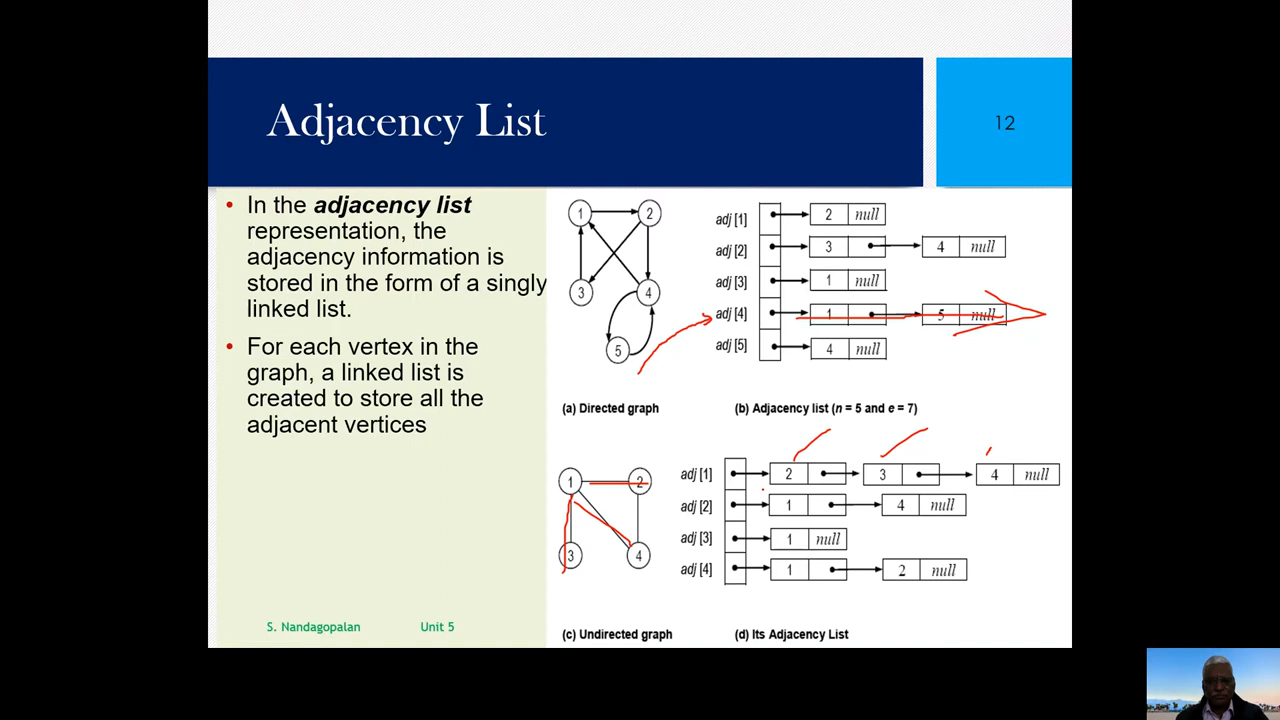 Adjacency List
12
• In the adjacency list
representation, the
adjacency information is
stored in the form of a singly
linked list.
• For each vertex in the
graph, a linked list is
created to store all the
adjacent vertices
1 2
3 4
5
adj [1] 2 null
adj [2] 3 4 null
adj [3] 1 null
adj [4] 1 5 null
adj [5] 4 null
(a) Directed graph
(b) Adjacency list (n = 5 and e = 7)
1 2
3 4
adj [1] 2 3 4 null
adj [2] 1 4 null
adj [3] 1 null
adj [4] 1 2 null
(c) Undirected graph
(d) Its Adjacency List
S. Nandagopalan Unit 5